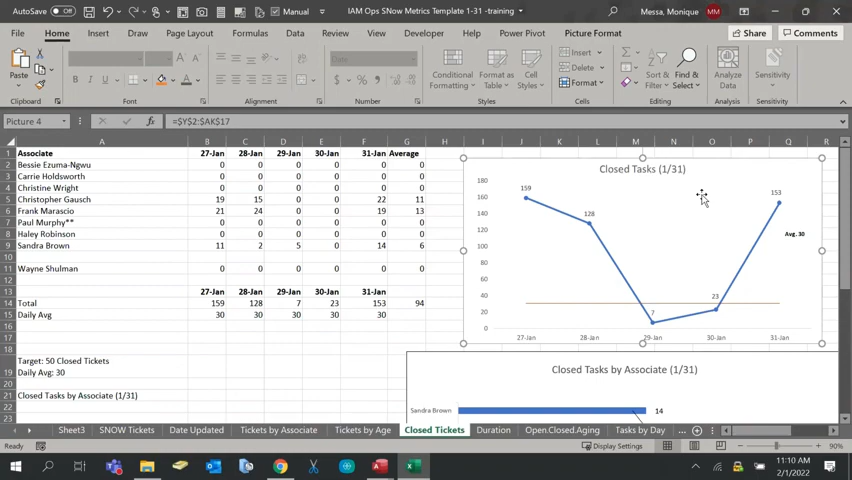 AutoSave Off
Manual
IAM Ops SNow Metrics Template 1-31 -training
Messa, Monique MM
File Home Insert Draw Page Layout Formulas Data Review View Developer Help Power Pivot Picture Format Share Comments
Paste
Conditional Formatting
Format as Table
Cell Styles
Insert
Delete
Format
Sort & Filter
Find & Select
Analyze Data
Sensitivity
Date
Clipboard Font Alignment Number Styles Cells Editing Analysis Sensitivity
Picture 4 fx =$Y$2:$AK$17
A B C D E F G H I J K L M N O P Q R
1 Associate 27-Jan 28-Jan 29-Jan 30-Jan 31-Jan Average
2 Bessie Ezuma-Ngwu 0 0 0 0 0 0
3 Carrie Holdsworth 0 0 0 0 0 0
4 Christine Wright 0 0 0 0 0 0
5 Christopher Gausch 19 15 0 0 22 11
6 Frank Marascio 21 24 0 0 19 13
7 Paul Murphy** 0 0 0 0 0 0
8 Haley Robinson 0 0 0 0 0 0
9 Sandra Brown 11 2 5 0 14 6
10
11 Wayne Shulman 0 0 0 0 0 0
12
13 27-Jan 28-Jan 29-Jan 30-Jan 31-Jan
14 Total 159 128 7 23 153 94
15 Daily Avg 30 30 30 30 30
16
17
18
Target: 50 Closed Tickets
19 Daily Avg: 30
20
21 Closed Tasks by Associate (1/31)
22
23
Closed Tasks (1/31)
180
160
140
120
100
80
60
40
20
0
159
128
7
23
153
Avg. 30
27-Jan 28-Jan 29-Jan 30-Jan 31-Jan
Closed Tasks by Associate (1/31)
Sandra Brown 14
Sheet3 SNOW Tickets Date Updated Tickets by Associate Tickets by Age Closed Tickets Duration Open.Closed.Aging Tasks by Day ...
Ready Display Settings 90%
11:10 AM
2/1/2022